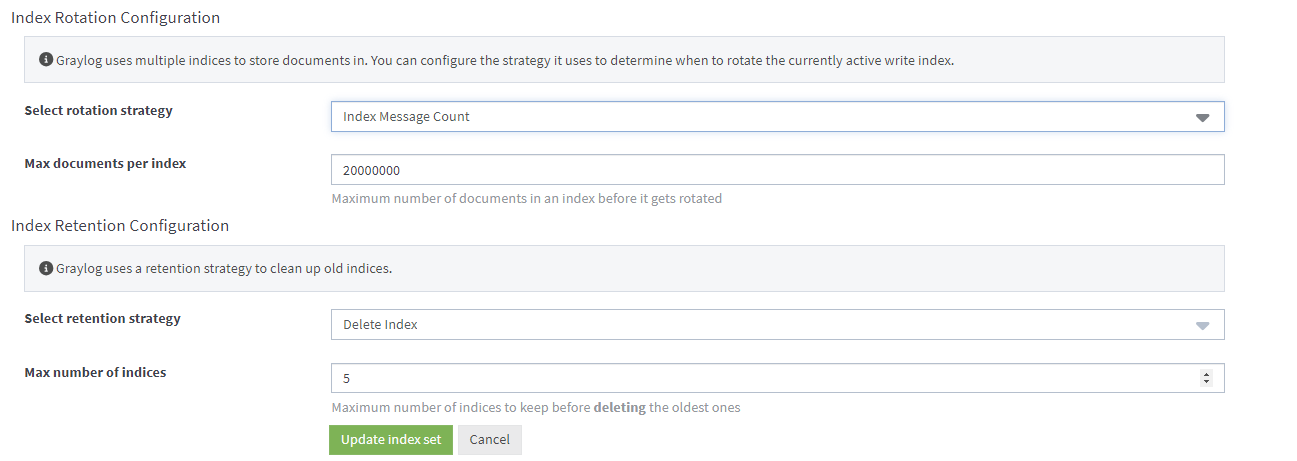 Index Rotation Configuration
Graylog uses multiple indices to store documents in. You can configure the strategy it uses to determine when to rotate the currently active write index.
Select rotation strategy
Index Message Count
Max documents per index
20000000
Maximum number of documents in an index before it gets rotated
Index Retention Configuration
Graylog uses a retention strategy to clean up old indices.
Select retention strategy
Delete Index
Max number of indices
5
Maximum number of indices to keep before deleting the oldest ones
Update index set
Cancel